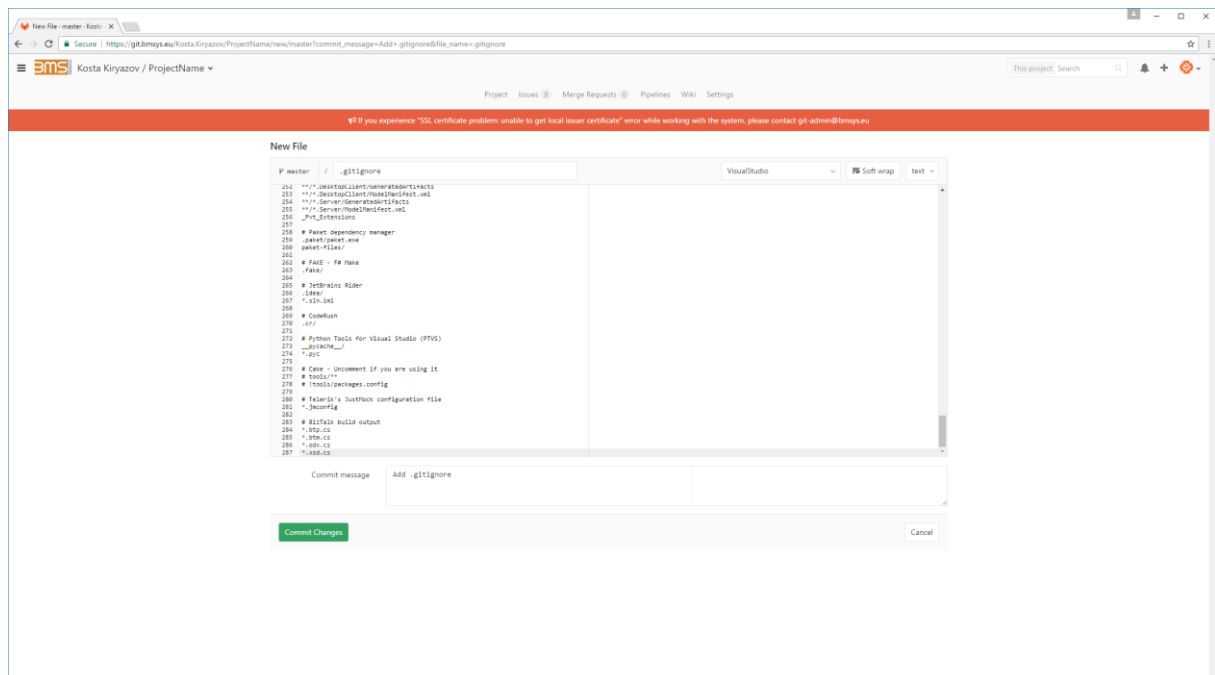 New File · master · Kosta
Secure | https://git.bmsys.eu/Kosta.Kiryazov/ProjectName/new/master?commit_message=Add+.gitignore&file_name=.gitignore
BMS Kosta Kiryazov / ProjectName
This project Search
Project Issues 0 Merge Requests 0 Pipelines Wiki Settings
If you experience "SSL certificate problem: unable to get local issuer certificate" error while working with the system, please contact git-admin@bmsys.eu
New File
master / .gitignore VisualStudio Soft wrap text
252 **/*.DesktopClient/GeneratedArtifacts
253 **/*.DesktopClient/ModelManifest.xml
254 **/*.Server/GeneratedArtifacts
255 **/*.Server/ModelManifest.xml
256 _Pvt_Extensions
257
258 # Paket dependency manager
259 .paket/paket.exe
260 paket-files/
261
262 # FAKE - F# Make
263 .fake/
264
265 # JetBrains Rider
266 .idea/
267 *.sln.iml
268
269 # CodeRush
270 .cr/
271
272 # Python Tools for Visual Studio (PTVS)
273 __pycache__/
274 *.pyc
275
276 # Cake - Uncomment if you are using it
277 # tools/**
278 # !tools/packages.config
279
280 # Telerik's JustMock configuration file
281 *.jmconfig
282
283 # BizTalk build output
284 *.btp.cs
285 *.btm.cs
286 *.odx.cs
287 *.xsd.cs
Commit message Add .gitignore
Commit Changes Cancel